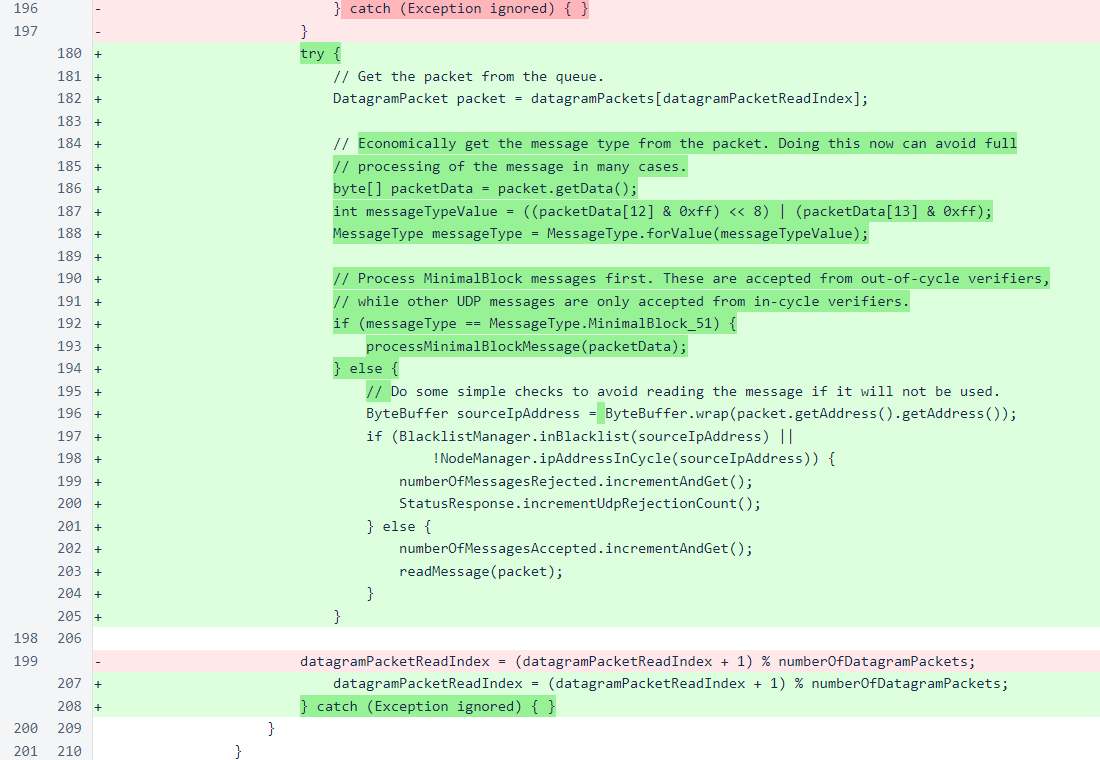 196 - } catch (Exception ignored) { }
197 - }
180 + try {
181 + // Get the packet from the queue.
182 + DatagramPacket packet = datagramPackets[datagramPacketReadIndex];
183 +
184 + // Economically get the message type from the packet. Doing this now can avoid full
185 + // processing of the message in many cases.
186 + byte[] packetData = packet.getData();
187 + int messageTypeValue = ((packetData[12] & 0xff) << 8) | (packetData[13] & 0xff);
188 + MessageType messageType = MessageType.forValue(messageTypeValue);
189 +
190 + // Process MinimalBlock messages first. These are accepted from out-of-cycle verifiers,
191 + // while other UDP messages are only accepted from in-cycle verifiers.
192 + if (messageType == MessageType.MinimalBlock_51) {
193 + processMinimalBlockMessage(packetData);
194 + } else {
195 + // Do some simple checks to avoid reading the message if it will not be used.
196 + ByteBuffer sourceIpAddress = ByteBuffer.wrap(packet.getAddress().getAddress());
197 + if (BlacklistManager.inBlacklist(sourceIpAddress) ||
198 + !NodeManager.ipAddressInCycle(sourceIpAddress)) {
199 + numberOfMessagesRejected.incrementAndGet();
200 + StatusResponse.incrementUdpRejectionCount();
201 + } else {
202 + numberOfMessagesAccepted.incrementAndGet();
203 + readMessage(packet);
204 + }
205 + }
198 206
199 - datagramPacketReadIndex = (datagramPacketReadIndex + 1) % numberOfDatagramPackets;
207 + datagramPacketReadIndex = (datagramPacketReadIndex + 1) % numberOfDatagramPackets;
208 + } catch (Exception ignored) { }
200 209 }
201 210 }